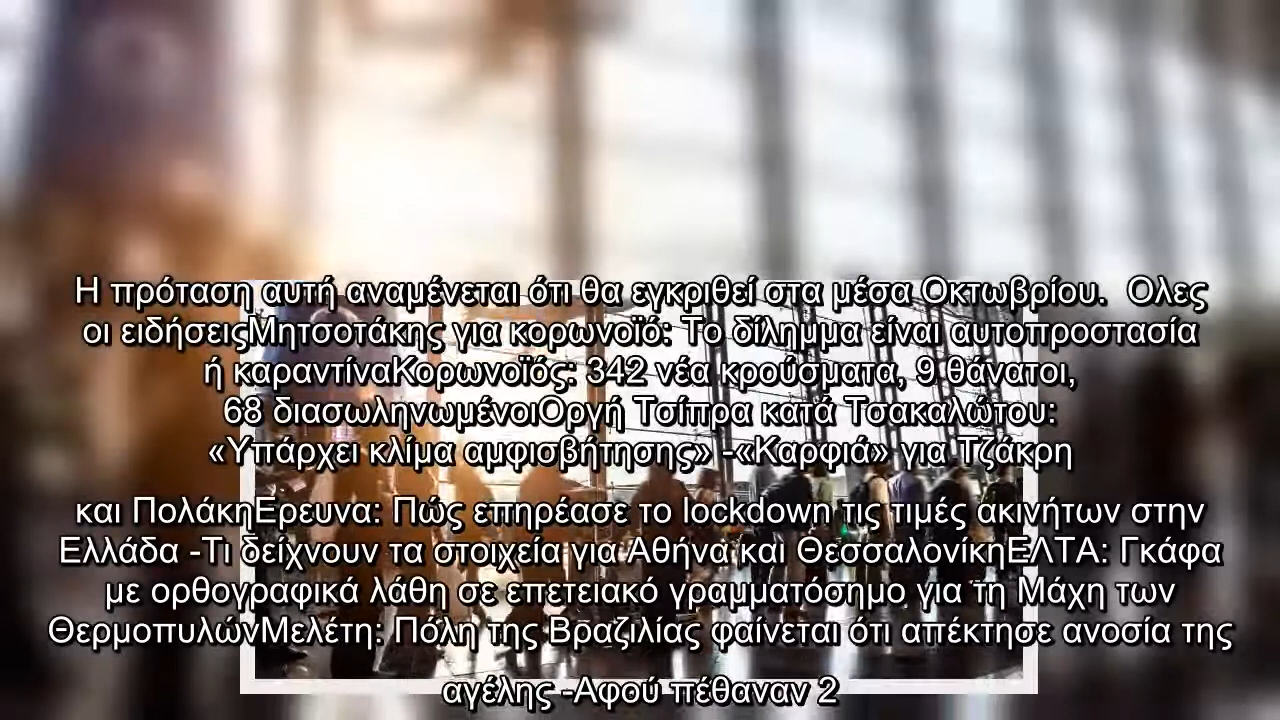 Η πρόταση αυτή αναμένεται ότι θα εγκριθεί στα μέσα Οκτωβρίου.  Ολες
οι ειδήσειςΜητσοτάκης για κορωνοϊό: Το δίλημμα είναι αυτοπροστασία
ή καραντίναΚορωνοϊός: 342 νέα κρούσματα, 9 θάνατοι,
68 διασωληνωμένοιΟργή Τσίπρα κατά Τσακαλώτου:
«Υπάρχει κλίμα αμφισβήτησης» -«Καρφιά» για Τζάκρη
και ΠολάκηΕρευνα: Πώς επηρέασε το lockdown τις τιμές ακινήτων στην
Ελλάδα -Τι δείχνουν τα στοιχεία για Αθήνα και ΘεσσαλονίκηΕΛΤΑ: Γκάφα
με ορθογραφικά λάθη σε επετειακό γραμματόσημο για τη Μάχη των
ΘερμοπυλώνΜελέτη: Πόλη της Βραζιλίας φαίνεται ότι απέκτησε ανοσία της
αγέλης -Αφού πέθαναν 2